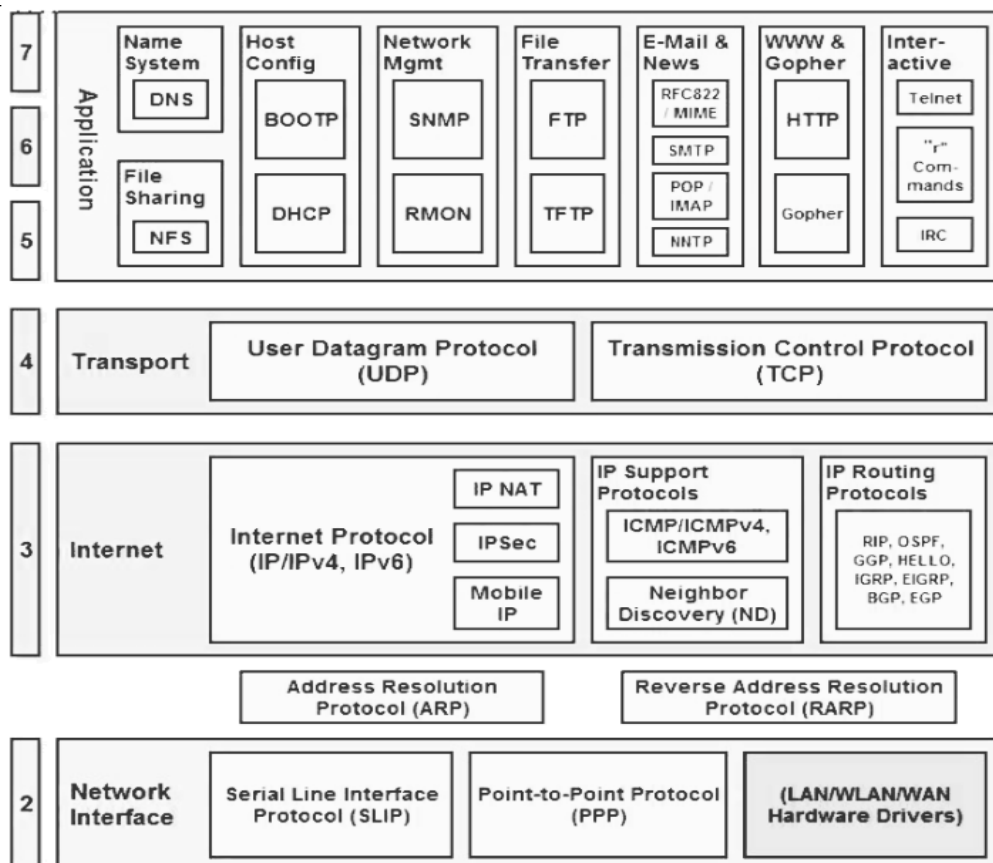 7
6
5
Application
Name
System
DNS
File
Sharing
NFS
Host
Config
BOOTP
DHCP
Network
Mgmt
SNMP
RMON
File
Transfer
FTP
TFTP
E-Mail &
News
RFC822
/ MIME
SMTP
POP /
IMAP
NNTP
WWW &
Gopher
HTTP
Gopher
Inter-
active
Telnet
"r"
Com-
mands
IRC
4
Transport
User Datagram Protocol
(UDP)
Transmission Control Protocol
(TCP)
3
Internet
Internet Protocol
(IP/IPv4, IPv6)
IP NAT
IPSec
Mobile
IP
IP Support
Protocols
ICMP/ICMPv4,
ICMPv6
Neighbor
Discovery (ND)
IP Routing
Protocols
RIP, OSPF,
GGP, HELLO,
IGRP, EIGRP,
BGP, EGP
Address Resolution
Protocol (ARP)
Reverse Address Resolution
Protocol (RARP)
2
Network
Interface
Serial Line Interface
Protocol (SLIP)
Point-to-Point Protocol
(PPP)
(LAN/WLAN/WAN
Hardware Drivers)